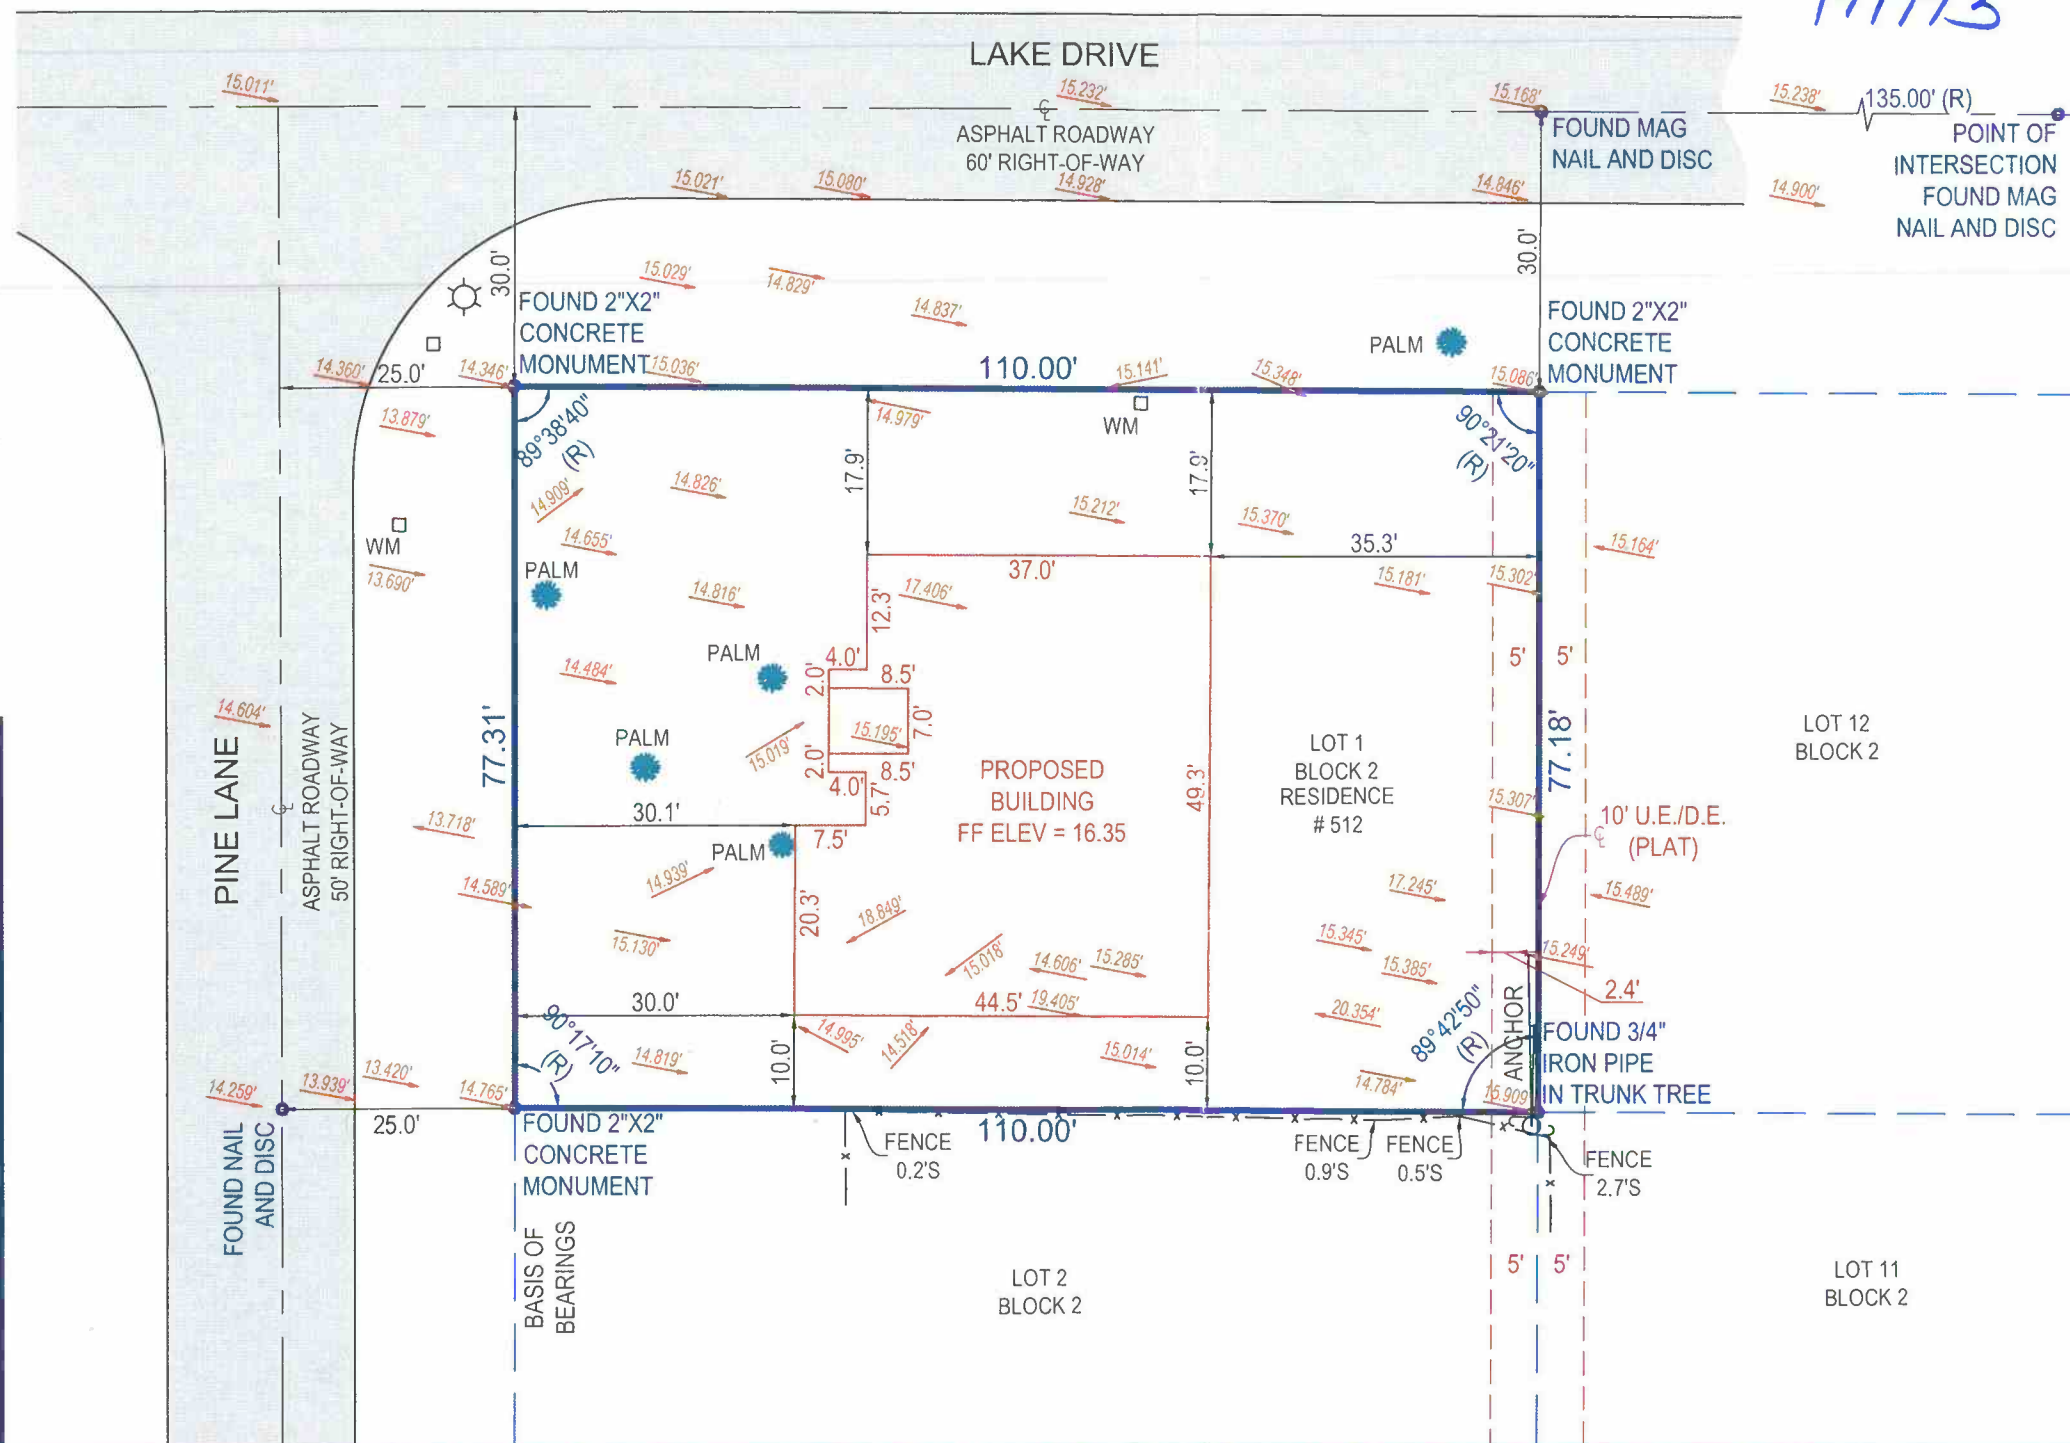 LAKE DRIVE
15.011'
15.232'
15.168'
15.238'
135.00' (R)
ASPHALT ROADWAY
60' RIGHT-OF-WAY
FOUND MAG
NAIL AND DISC
POINT OF
INTERSECTION
FOUND MAG
NAIL AND DISC
15.021'
15.080'
14.928'
14.846'
14.900'
30.0'
30.0'
15.029'
14.829'
14.837'
FOUND 2"X2"
CONCRETE
MONUMENT
FOUND 2"X2"
CONCRETE
MONUMENT
PALM
14.360'
25.0'
14.346'
15.036'
110.00'
15.141'
15.348'
15.086'
13.879'
89°38'40"
(R)
14.979'
WM
90°21'20"
(R)
17.9'
17.9'
14.909'
14.826'
15.212'
15.370'
WM
13.690'
14.655'
35.3'
15.164'
PALM
37.0'
14.816'
17.406'
12.3'
15.181'
15.302'
PALM
4.0'
2.0'
8.5'
5'
5'
14.484'
14.604'
PINE LANE
ASPHALT ROADWAY
50' RIGHT-OF-WAY
77.31'
PALM
15.019'
15.195'
7.0'
2.0'
8.5'
4.0'
5.7'
PROPOSED
BUILDING
FF ELEV = 16.35
49.3'
LOT 1
BLOCK 2
RESIDENCE
# 512
77.18'
LOT 12
BLOCK 2
13.718'
30.1'
7.5'
PALM
15.307'
10' U.E./D.E.
(PLAT)
14.589'
14.939'
20.3'
18.849'
17.245'
15.489'
15.130'
15.018'
14.606'
15.285'
15.345'
15.385'
15.249'
2.4'
30.0'
44.5'
19.405'
20.354'
89°42'50"
(R)
ANCHOR
90°17'10"
(R)
10.0'
14.995'
14.518'
15.014'
10.0'
14.784'
15.909'
FOUND 3/4"
IRON PIPE
IN TRUNK TREE
14.259'
13.939'
13.420'
14.765'
14.819'
25.0'
FOUND NAIL
AND DISC
FOUND 2"X2"
CONCRETE
MONUMENT
FENCE
0.2'S
110.00'
FENCE
0.9'S
FENCE
0.5'S
FENCE
2.7'S
BASIS OF
BEARINGS
LOT 2
BLOCK 2
5'
5'
LOT 11
BLOCK 2